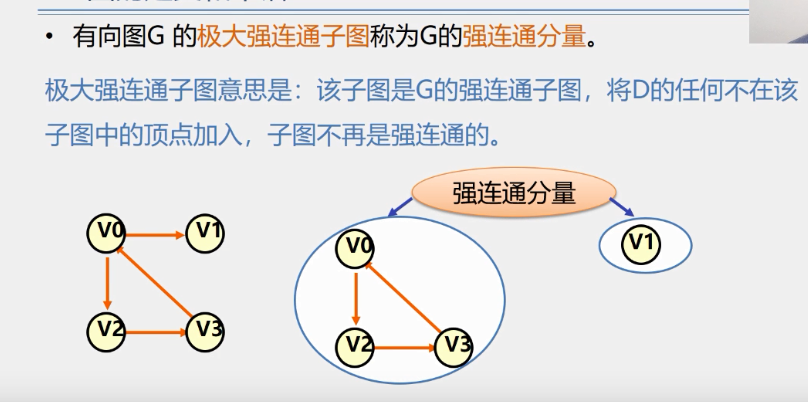 • 有向图G 的极大强连通子图称为G的强连通分量。
极大强连通子图意思是：该子图是G的强连通子图，将D的任何不在该
子图中的顶点加入，子图不再是强连通的。
强连通分量
V0 V1
V2 V3
V0
V2 V3
V1